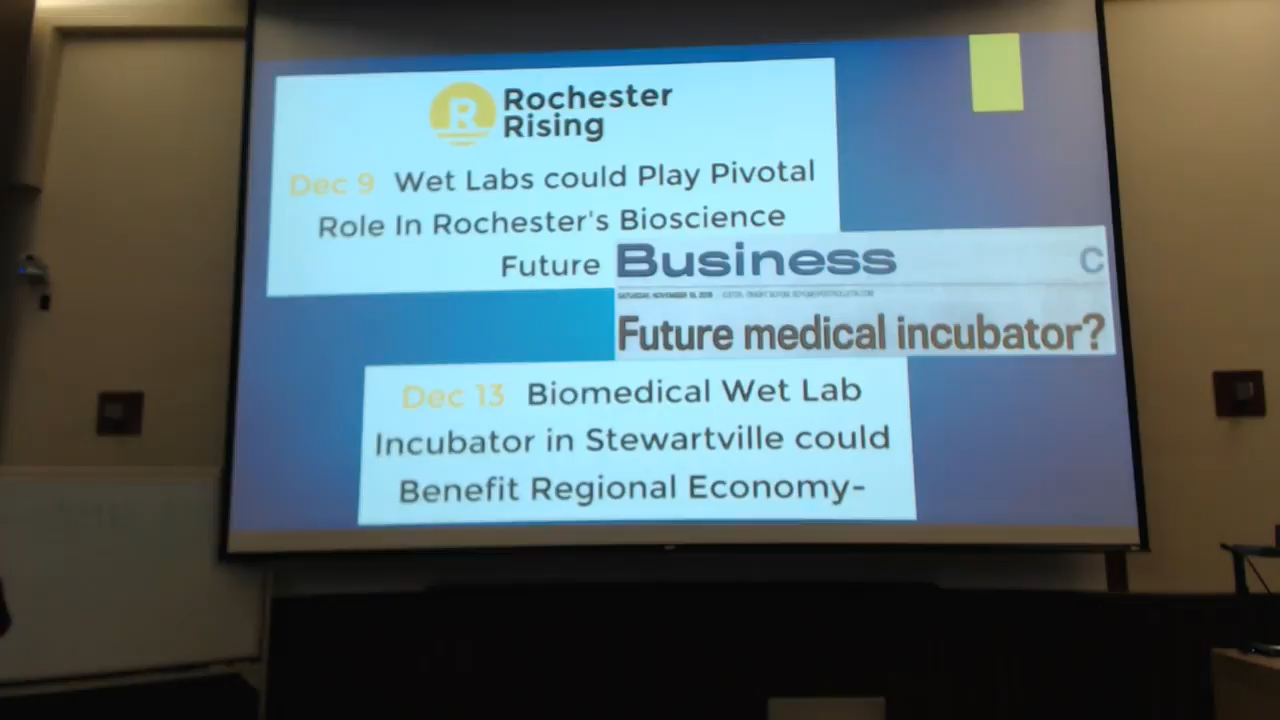 R Rochester
Rising
Dec 9 Wet Labs could Play Pivotal
Role In Rochester's Bioscience
Future
Business C
Future medical incubator?
Dec 13 Biomedical Wet Lab
Incubator in Stewartville could
Benefit Regional Economy-